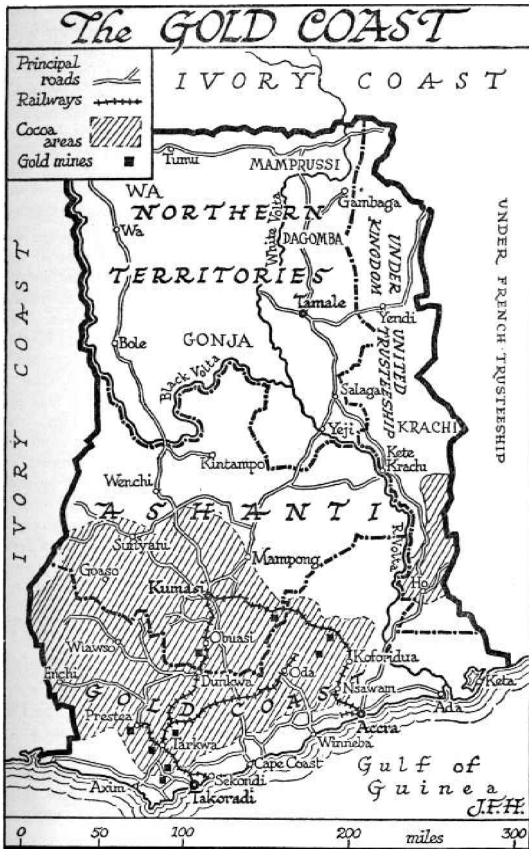 The GOLD COAST
Principal
roads
Railways
Cocoa
areas
Gold mines
IVORY COAST
IVORY COAST
UNDER FRENCH TRUSTEESHIP
Tumu
MAMPRUSSI
WA
Gambaga
NORTHERN
Wa
White Volta
DAGOMBA
UNDER UNITED
KINGDOM
TERRITORIES
Tamale
Yendi
UNITED
TRUSTEESHIP
Bole
GONJA
Black Volta
Salaga
Yeji
KRACHI
Kintampo
Kete
Krachi
Wenchi
ASHANTI
R. Volta
Sunyani
Mampong
Goaso
Kumasi
Ho
Obuasi
Wiawso
Koforidua
Enchi
Dunkwa
Oda
Nsawam
Keta
GOLD COAST
Ada
Prestea
Accra
Tarkwa
Winneba
Cape Coast
Gulf of
Guinea
Sekondi
Axim
Takoradi
J.F.H.
0 50 100 200 miles 300